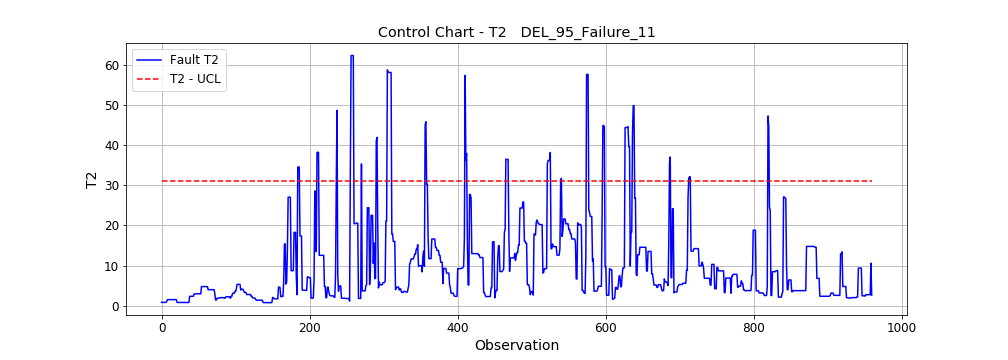 Control Chart - T2   DEL_95_Failure_11
Fault T2
T2 - UCL
60
50
40
30
20
10
0
T2
0 200 400 600 800 1000
Observation